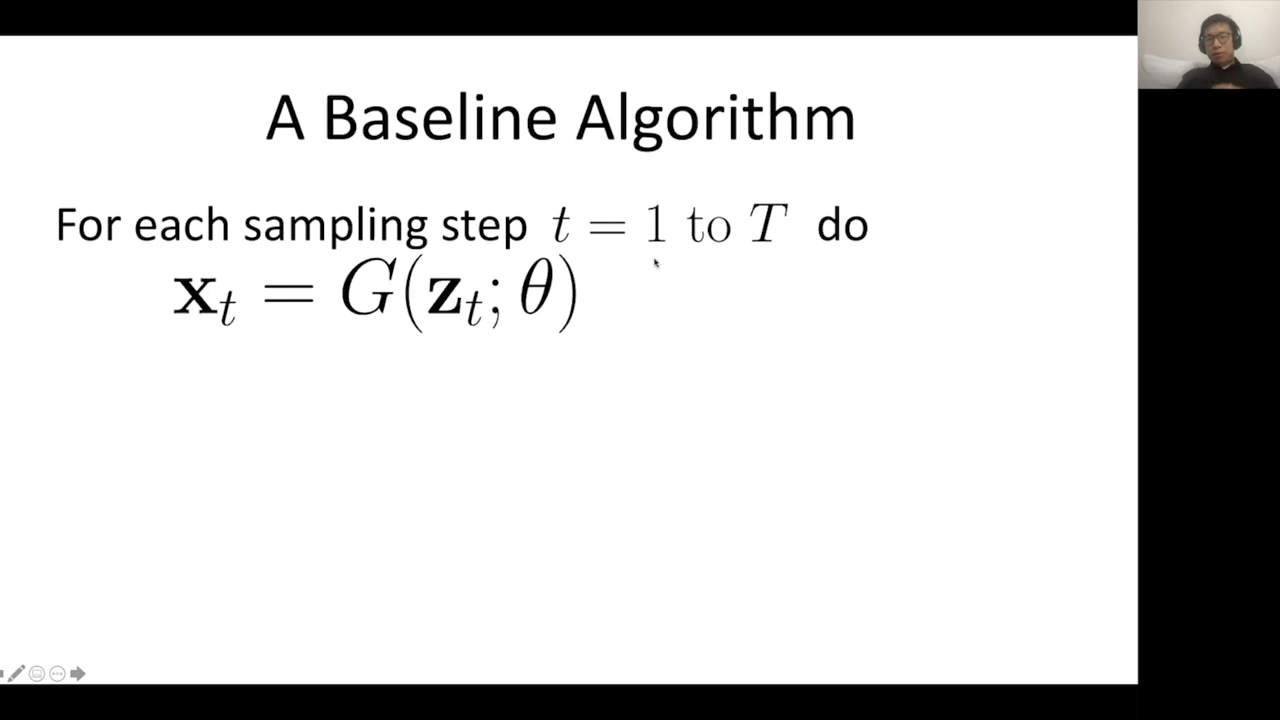 A Baseline Algorithm
For each sampling step t = 1 to T do
x_t = G(z_t; θ)